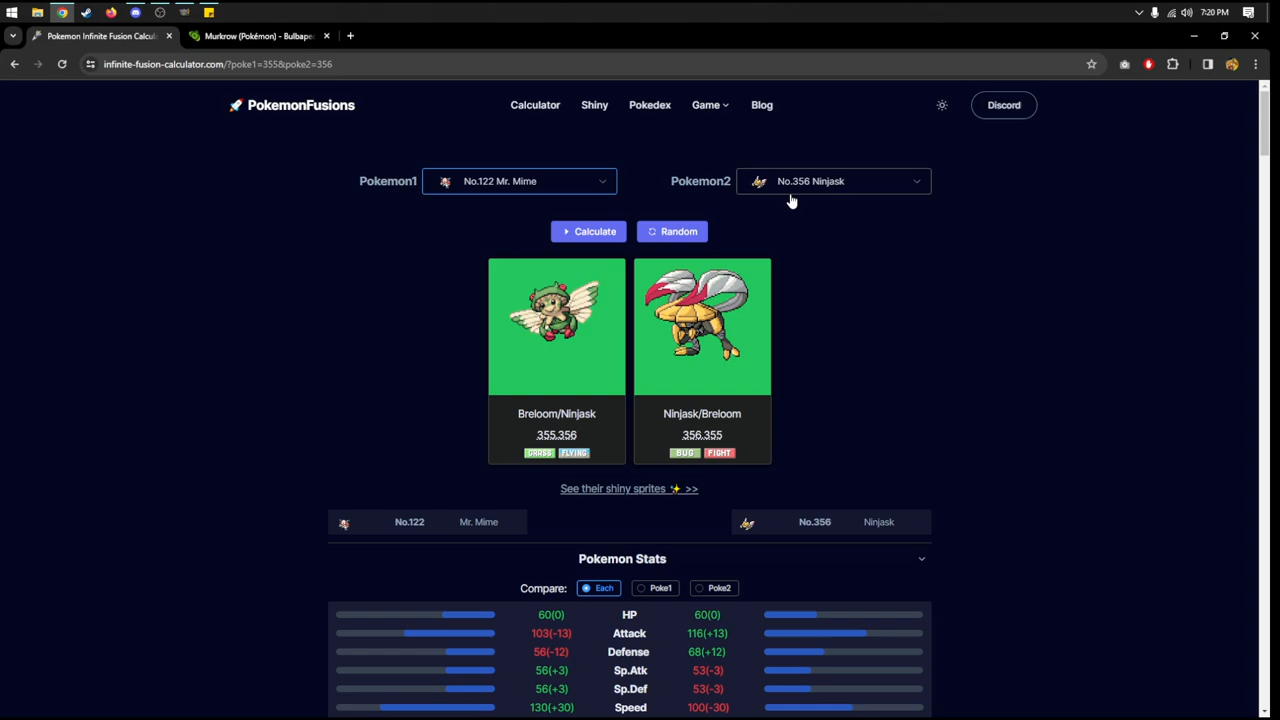 7:20 PM
Pokemon Infinite Fusion Calcula
Murkrow (Pokémon) - Bulbape
infinite-fusion-calculator.com/?poke1=355&poke2=356
PokemonFusions
Calculator
Shiny
Pokedex
Game
Blog
Discord
Pokemon1
No.122 Mr. Mime
Pokemon2
No.356 Ninjask
Calculate
Random
Breloom/Ninjask
Ninjask/Breloom
355.356
356.355
GRASS FLYING
BUG FIGHT
See their shiny sprites ✨ >>
No.122 Mr. Mime
No.356 Ninjask
Pokemon Stats
Compare: Each Poke1 Poke2
60(0) HP 60(0)
103(-13) Attack 116(+13)
56(-12) Defense 68(+12)
56(+3) Sp.Atk 53(-3)
56(+3) Sp.Def 53(-3)
130(+30) Speed 100(-30)